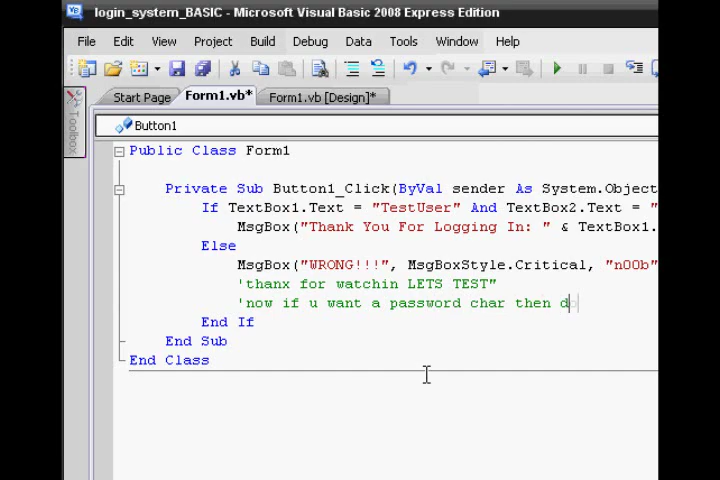 login_system_BASIC - Microsoft Visual Basic 2008 Express Edition
File Edit View Project Build Debug Data Tools Window Help
Start Page Form1.vb* Form1.vb [Design]*
Toolbox
Button1
Public Class Form1
Private Sub Button1_Click(ByVal sender As System.Object
If TextBox1.Text = "TestUser" And TextBox2.Text = "
MsgBox("Thank You For Logging In: " & TextBox1.
Else
MsgBox("WRONG!!!", MsgBoxStyle.Critical, "n00b"
'thanx for watchin LETS TEST"
'now if u want a password char then do
End If
End Sub
End Class